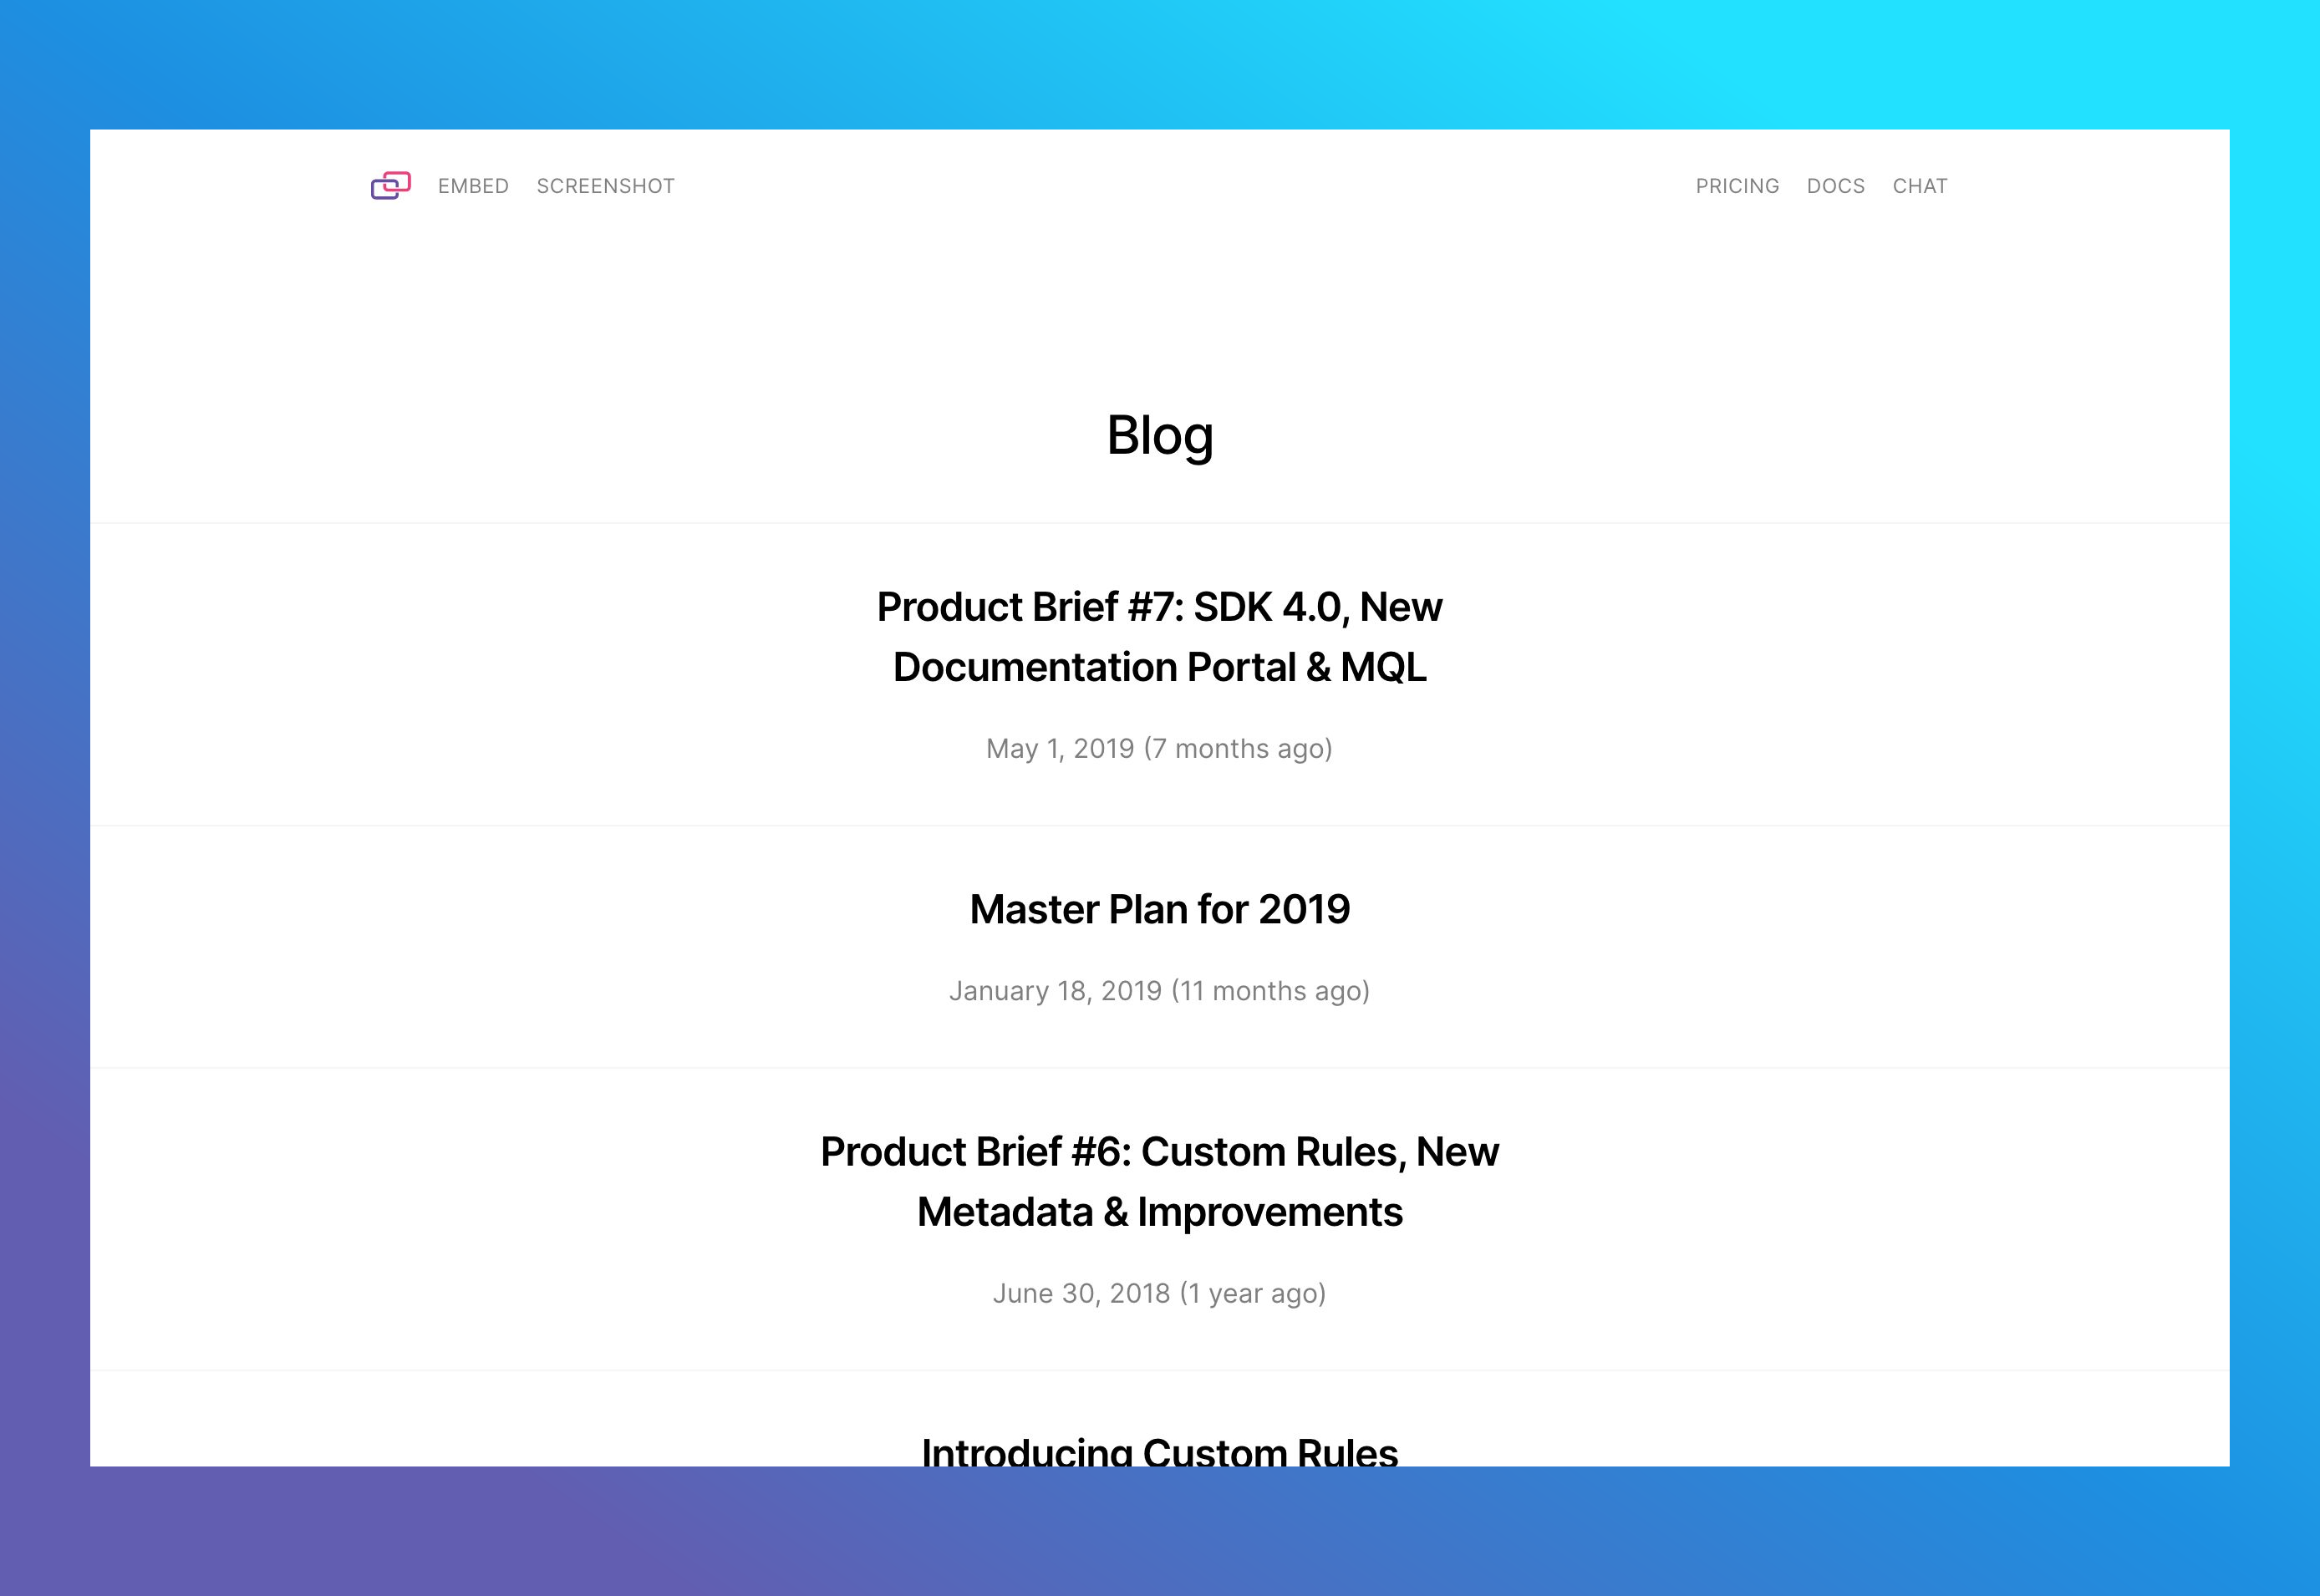 EMBED SCREENSHOT PRICING DOCS CHAT
Blog
Product Brief #7: SDK 4.0, New
Documentation Portal & MQL
May 1, 2019 (7 months ago)
Master Plan for 2019
January 18, 2019 (11 months ago)
Product Brief #6: Custom Rules, New
Metadata & Improvements
June 30, 2018 (1 year ago)
Introducing Custom Rules